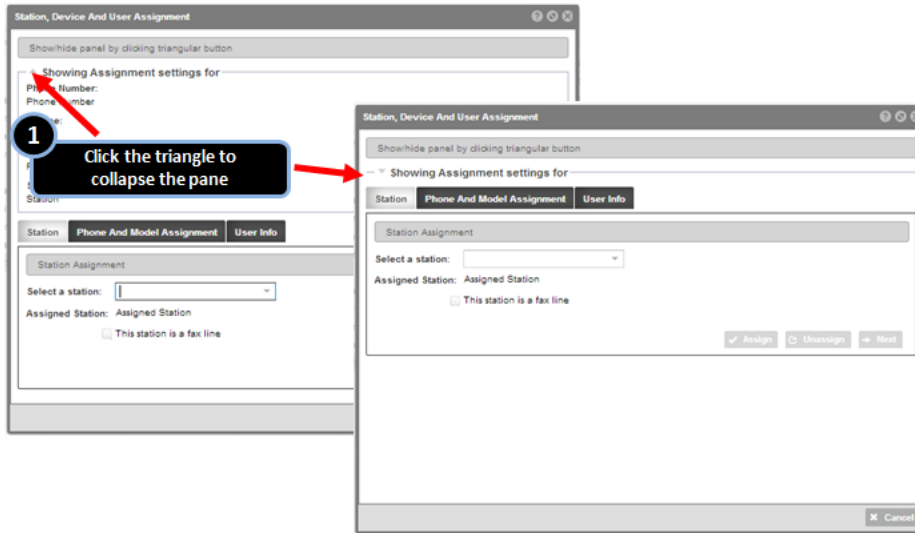 Station, Device And User Assignment
Show/hide panel by clicking triangular button
Showing Assignment settings for
Phone Number:
Phone Number
1
Click the triangle to
collapse the pane
Station
Station Phone And Model Assignment User Info
Station Assignment
Select a station:
Assigned Station: Assigned Station
This station is a fax line
Station, Device And User Assignment
Show/hide panel by clicking triangular button
Showing Assignment settings for
Station Phone And Model Assignment User Info
Station Assignment
Select a station:
Assigned Station: Assigned Station
This station is a fax line
Assign Unassign Next
Cancel